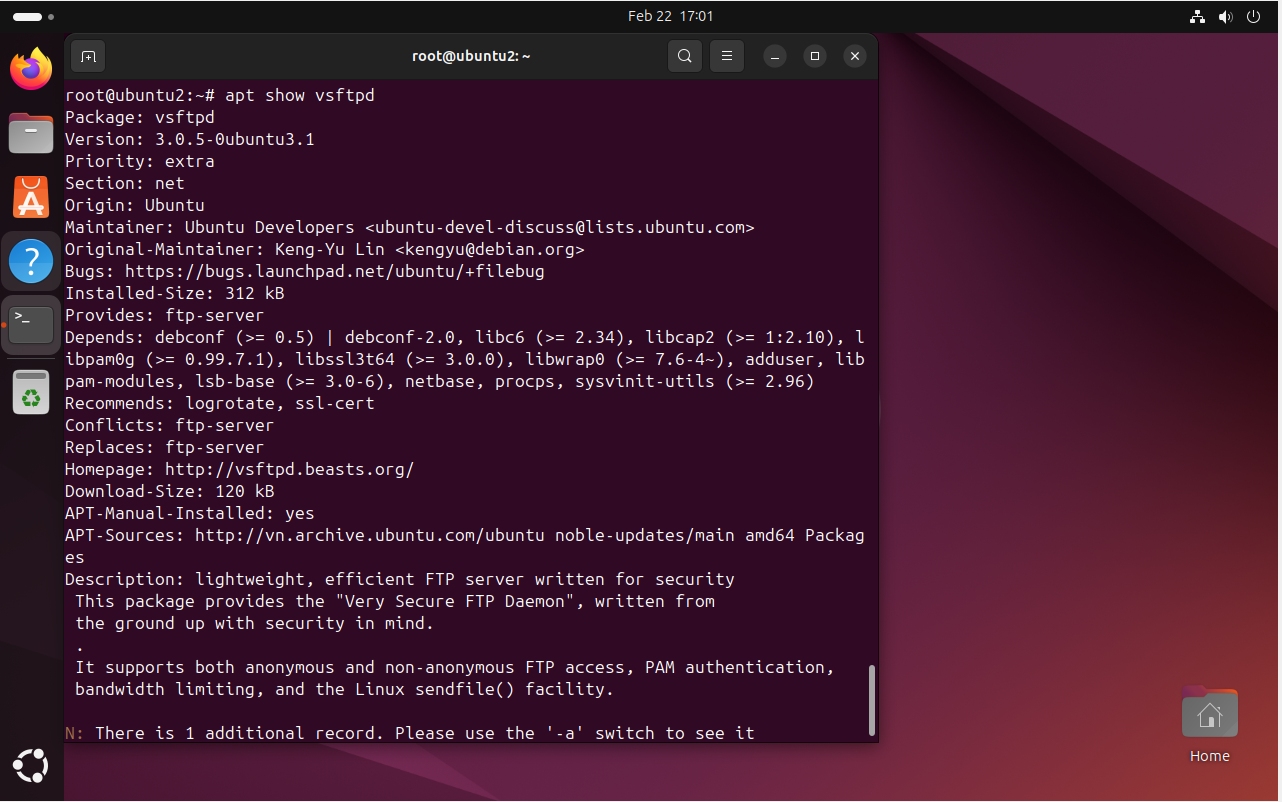 Feb 22 17:01
root@ubuntu2: ~
root@ubuntu2:~# apt show vsftpd
Package: vsftpd
Version: 3.0.5-0ubuntu3.1
Priority: extra
Section: net
Origin: Ubuntu
Maintainer: Ubuntu Developers <ubuntu-devel-discuss@lists.ubuntu.com>
Original-Maintainer: Keng-Yu Lin <kengyu@debian.org>
Bugs: https://bugs.launchpad.net/ubuntu/+filebug
Installed-Size: 312 kB
Provides: ftp-server
Depends: debconf (>= 0.5) | debconf-2.0, libc6 (>= 2.34), libcap2 (>= 1:2.10), l
ibpam0g (>= 0.99.7.1), libssl3t64 (>= 3.0.0), libwrap0 (>= 7.6-4~), adduser, lib
pam-modules, lsb-base (>= 3.0-6), netbase, procps, sysvinit-utils (>= 2.96)
Recommends: logrotate, ssl-cert
Conflicts: ftp-server
Replaces: ftp-server
Homepage: http://vsftpd.beasts.org/
Download-Size: 120 kB
APT-Manual-Installed: yes
APT-Sources: http://vn.archive.ubuntu.com/ubuntu noble-updates/main amd64 Packag
es
Description: lightweight, efficient FTP server written for security
 This package provides the "Very Secure FTP Daemon", written from
 the ground up with security in mind.
 .
 It supports both anonymous and non-anonymous FTP access, PAM authentication,
 bandwidth limiting, and the Linux sendfile() facility.
N: There is 1 additional record. Please use the '-a' switch to see it
Home